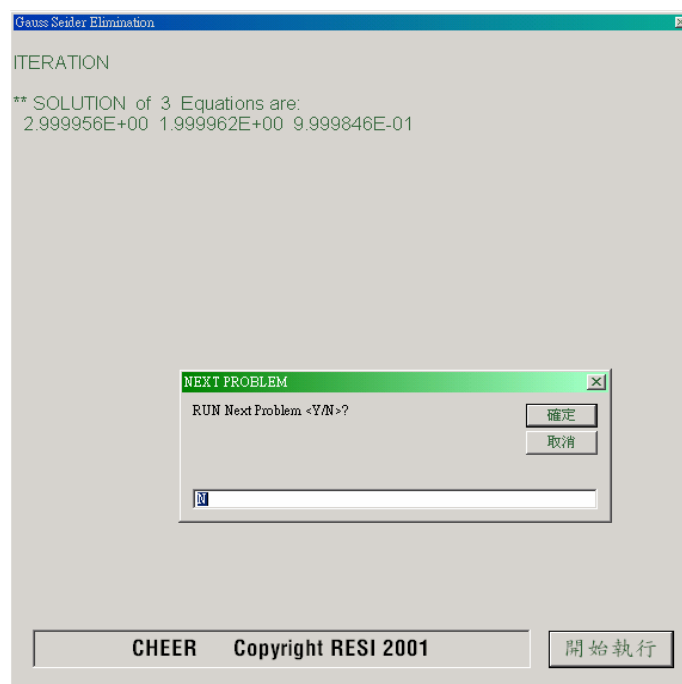 Gauss Seider Elimination
ITERATION
** SOLUTION of 3 Equations are:
2.999956E+00 1.999962E+00 9.999846E-01
NEXT PROBLEM
RUN Next Problem <Y/N>?
確定
取消
N
CHEER Copyright RESI 2001
開始執行